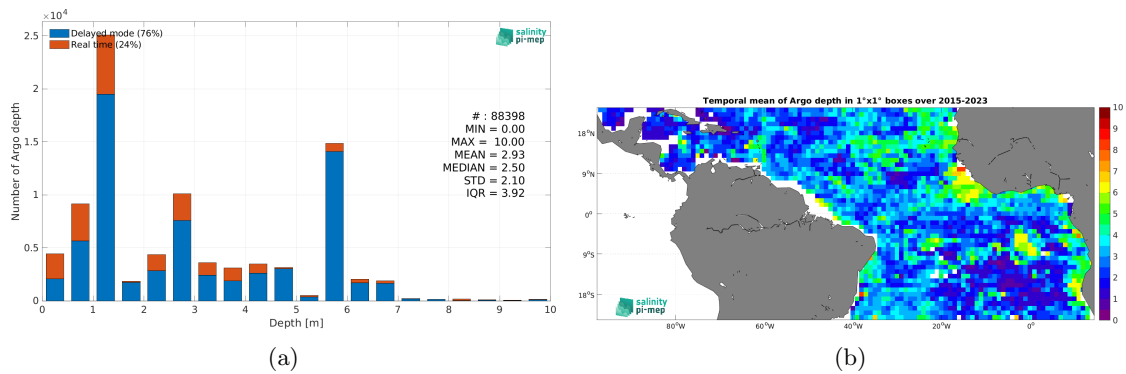 ×10⁴
2.5
2
1.5
1
0.5
0
Number of Argo depth
Delayed mode (76%)
Real time (24%)
salinity
pi-mep
# : 88398
MIN = 0.00
MAX = 10.00
MEAN = 2.93
MEDIAN = 2.50
STD = 2.10
IQR = 3.92
0 1 2 3 4 5 6 7 8 9 10
Depth [m]
(a)
Temporal mean of Argo depth in 1°x1° boxes over 2015-2023
18°N
9°N
0°
9°S
18°S
80°W 60°W 40°W 20°W 0°
salinity
pi-mep
10
9
8
7
6
5
4
3
2
1
0
(b)